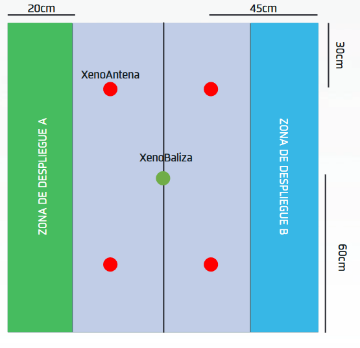 20cm
45cm
XenoAntena
30cm
ZONA DE DESPLIEGUE A
XenoBaliza
ZONA DE DESPLIEGUE B
60cm